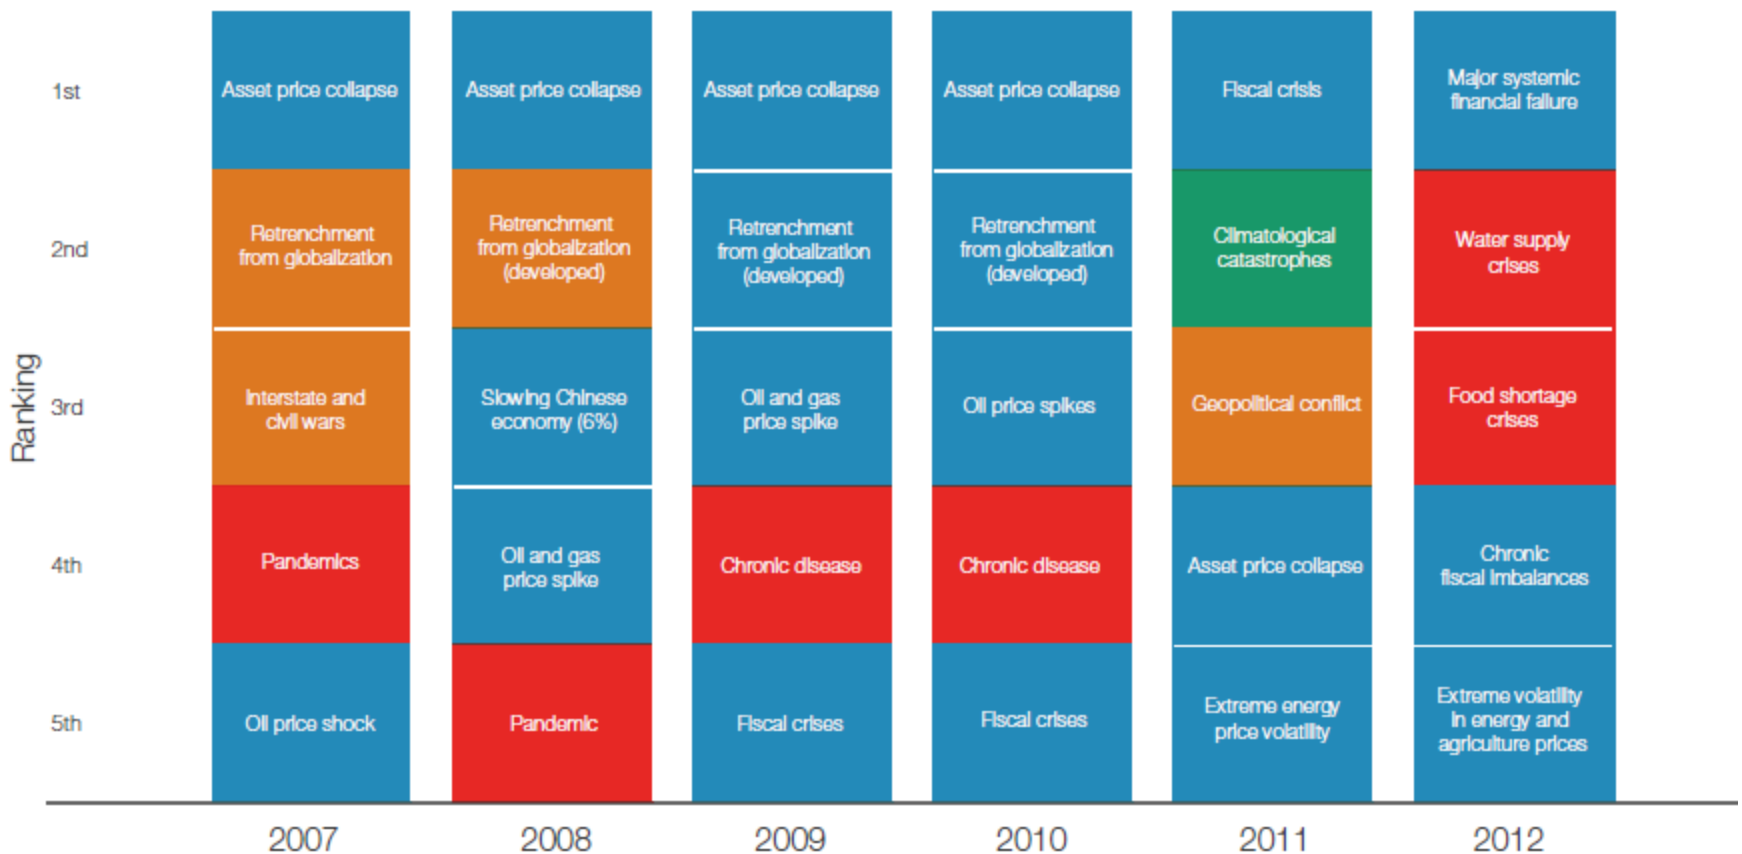 Ranking
1st
Asset price collapse
Asset price collapse
Asset price collapse
Asset price collapse
Fiscal crisis
Major systemic
financial failure
2nd
Retrenchment
from globalization
Retrenchment
from globalization
(developed)
Retrenchment
from globalization
(developed)
Retrenchment
from globalization
(developed)
Climatological
catastrophes
Water supply
crises
3rd
Interstate and
civil wars
Slowing Chinese
economy (6%)
Oil and gas
price spike
Oil price spikes
Geopolitical conflict
Food shortage
crises
4th
Pandemics
Oil and gas
price spike
Chronic disease
Chronic disease
Asset price collapse
Chronic
fiscal imbalances
5th
Oil price shock
Pandemic
Fiscal crises
Fiscal crises
Extreme energy
price volatility
Extreme volatility
in energy and
agriculture prices
2007
2008
2009
2010
2011
2012